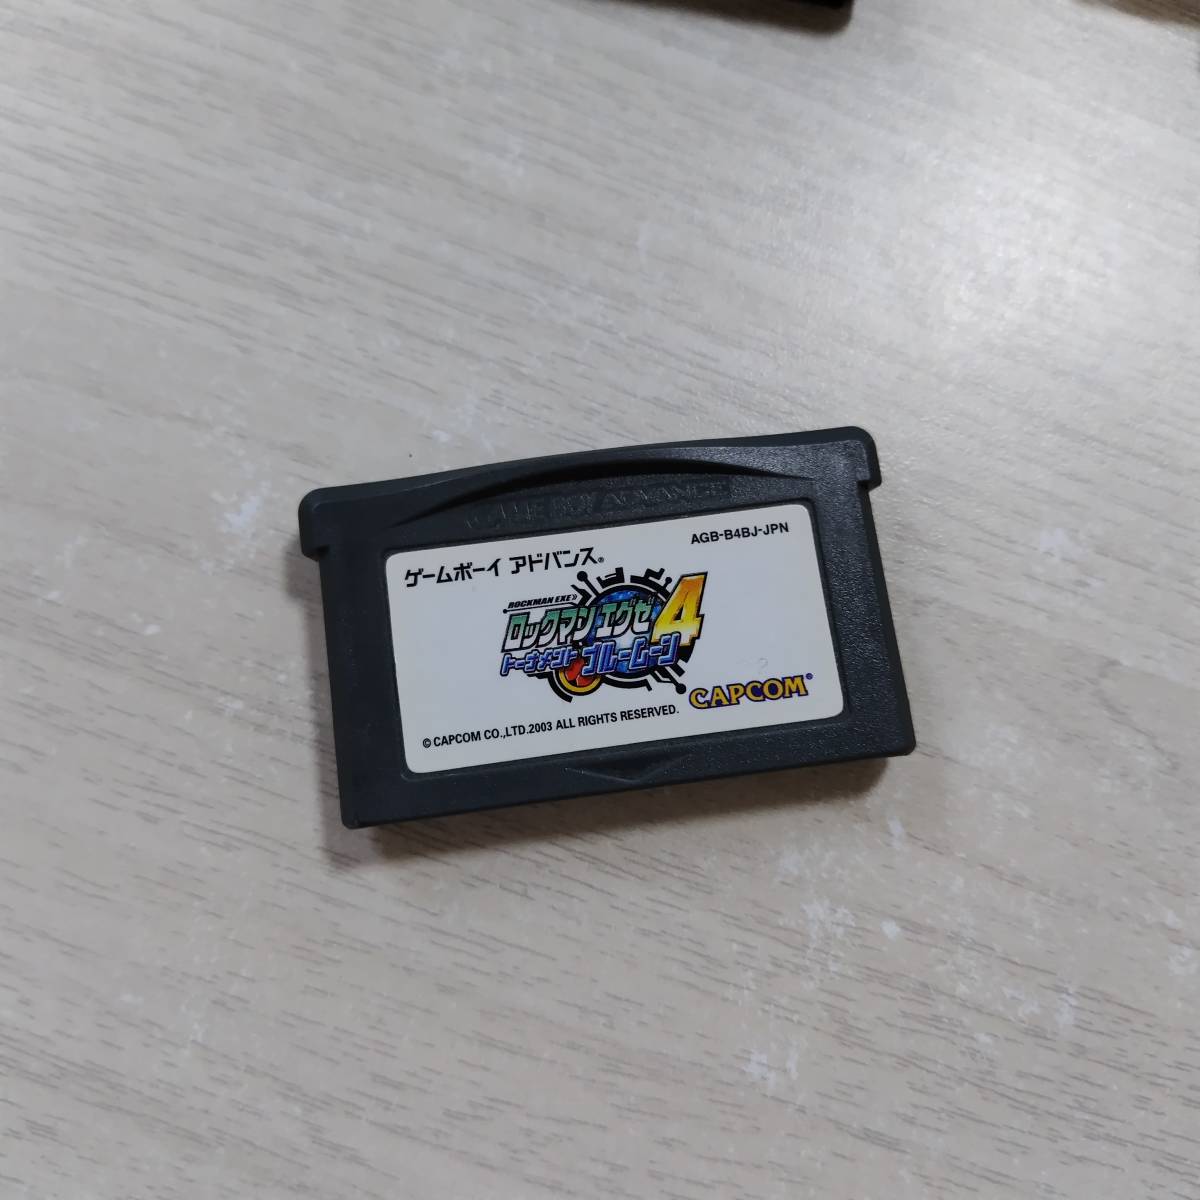 GAME BOY ADVANCE
AGB-B4BJ-JPN
ゲームボーイ アドバンス®
ROCKMAN EXE
ロックマン エグゼ4
トーナメント ブルームーン
CAPCOM®
© CAPCOM CO.,LTD.2003 ALL RIGHTS RESERVED.